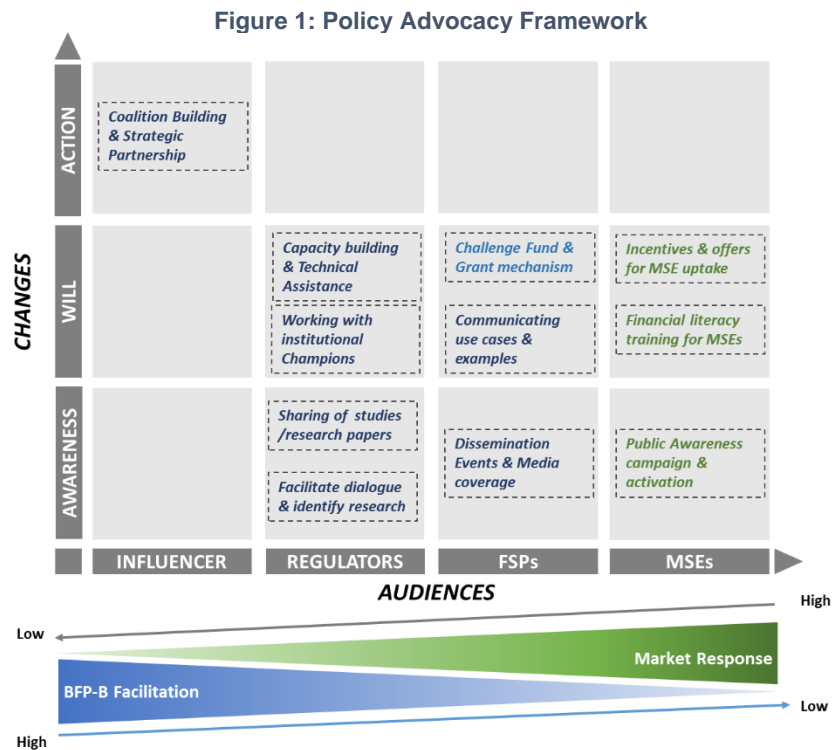 Figure 1: Policy Advocacy Framework
CHANGES
ACTION
Coalition Building
& Strategic
Partnership
WILL
Capacity building
& Technical
Assistance
Working with
institutional
Champions
Challenge Fund &
Grant mechanism
Communicating
use cases &
examples
Incentives & offers
for MSE uptake
Financial literacy
training for MSEs
AWARENESS
Sharing of studies
/research papers
Facilitate dialogue
& identify research
Dissemination
Events & Media
coverage
Public Awareness
campaign &
activation
INFLUENCER
REGULATORS
FSPs
MSEs
AUDIENCES
High
Low
Market Response
BFP-B Facilitation
Low
High